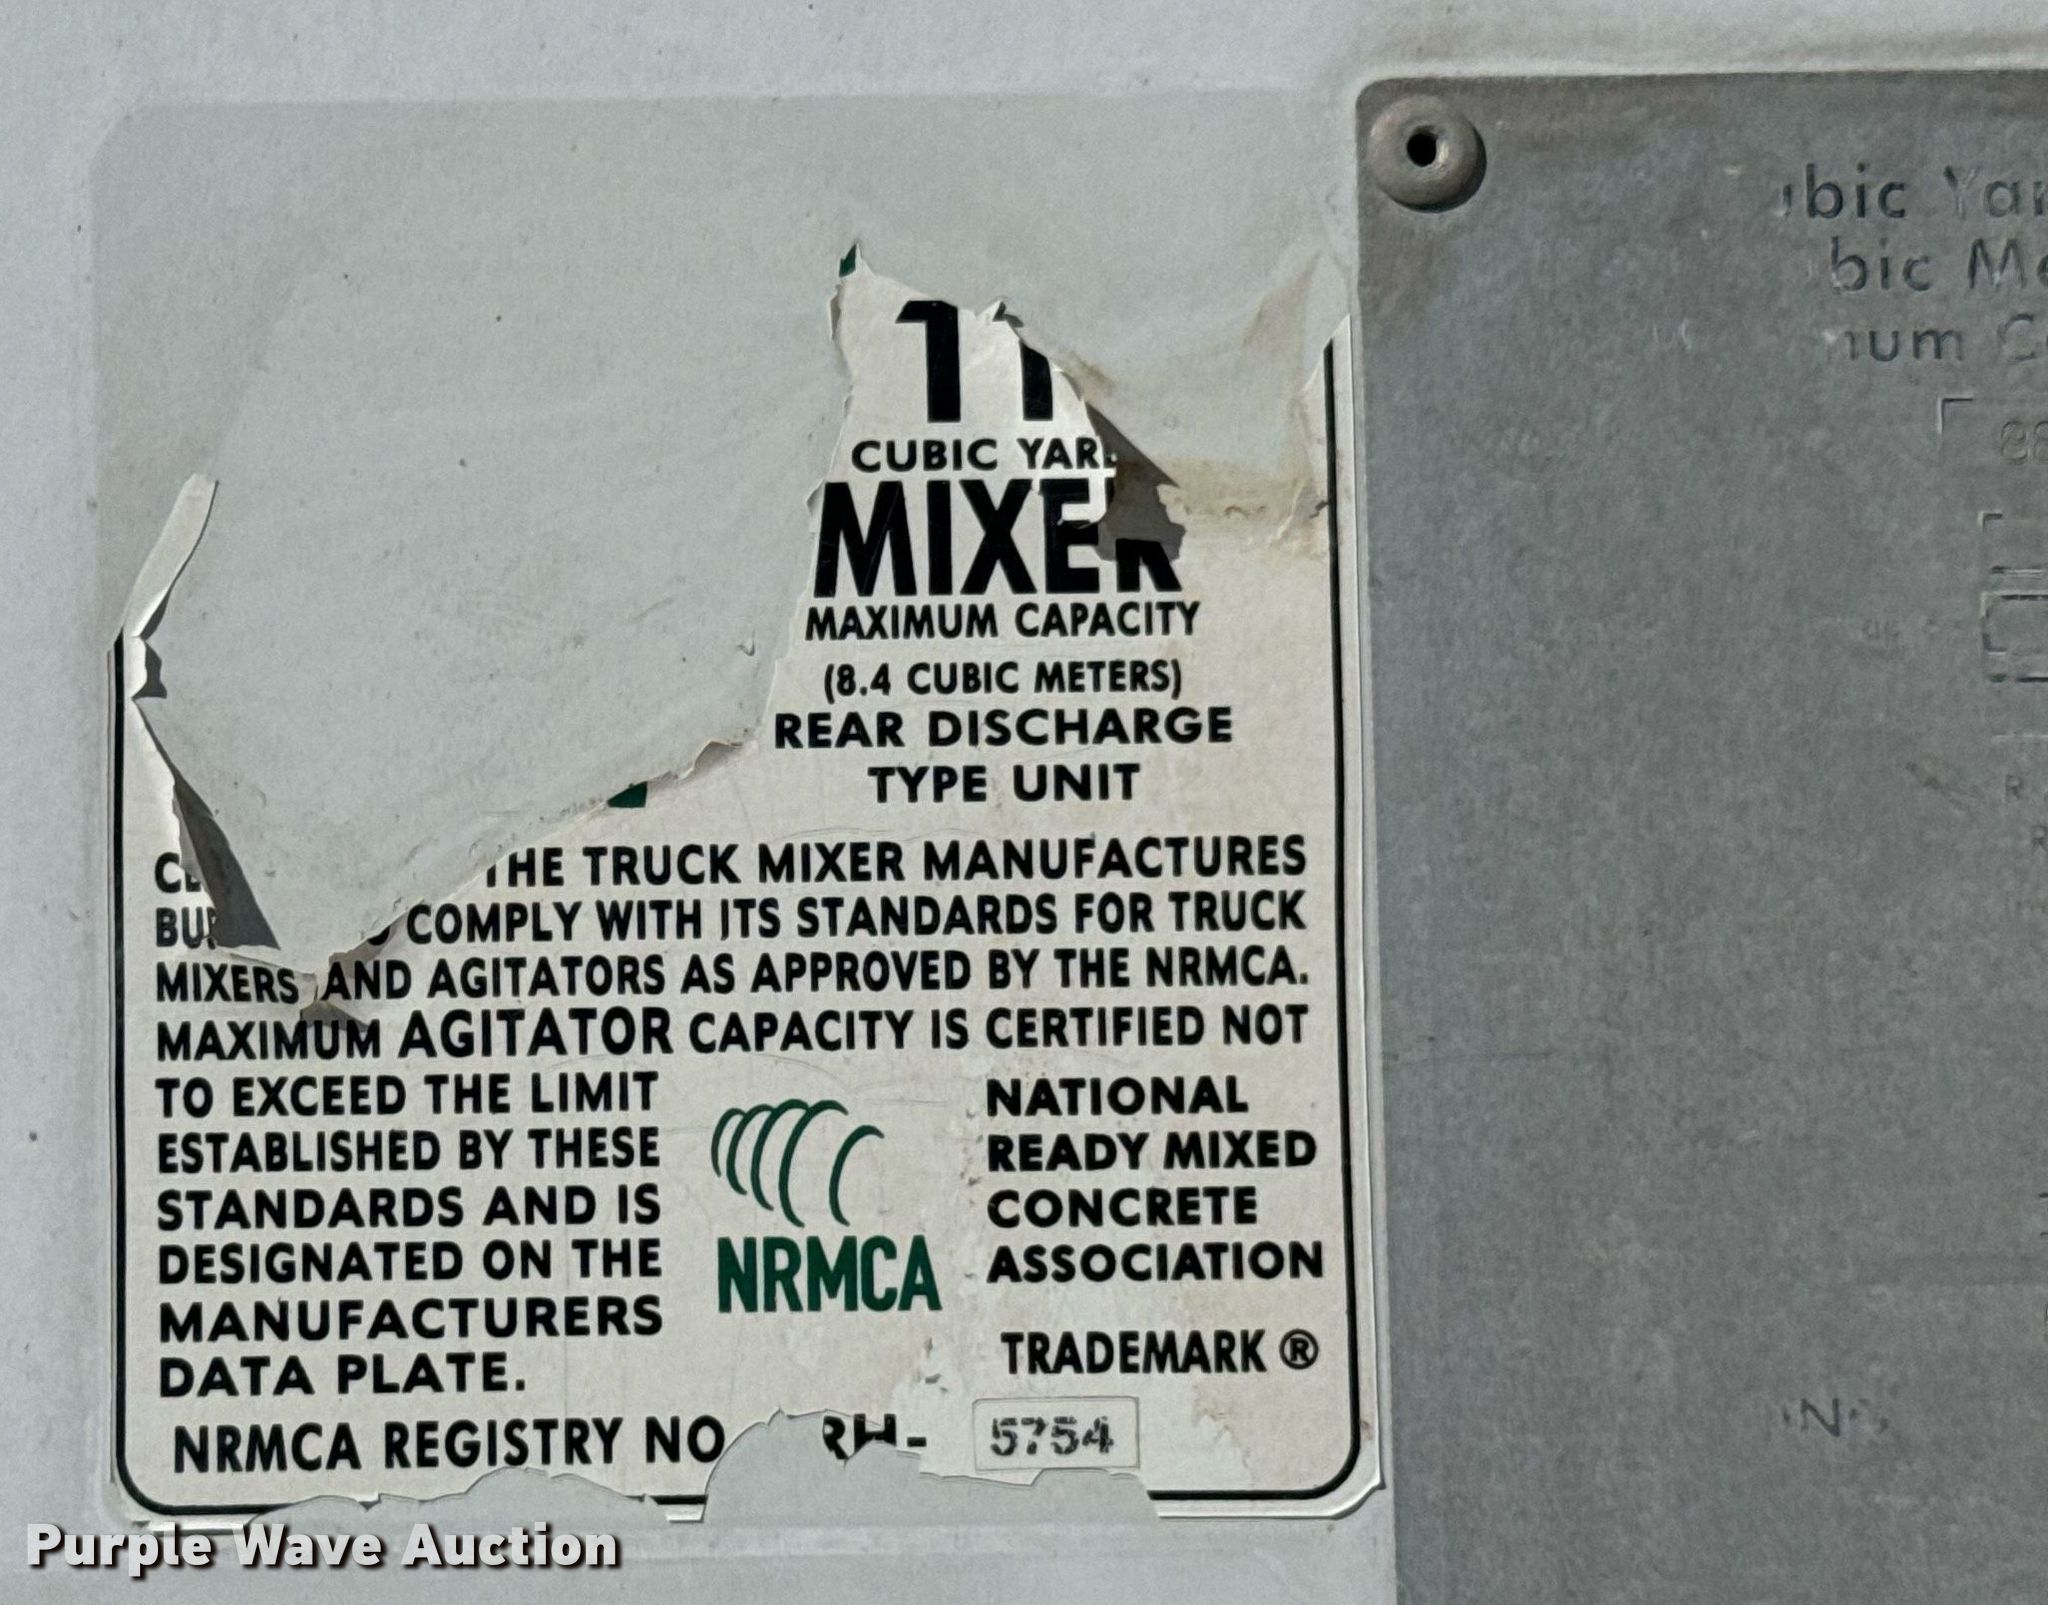 11
CUBIC YARD
MIXER
MAXIMUM CAPACITY
(8.4 CUBIC METERS)
REAR DISCHARGE
TYPE UNIT
THE TRUCK MIXER MANUFACTURES
COMPLY WITH ITS STANDARDS FOR TRUCK
MIXERS AND AGITATORS AS APPROVED BY THE NRMCA.
MAXIMUM AGITATOR CAPACITY IS CERTIFIED NOT
TO EXCEED THE LIMIT
ESTABLISHED BY THESE
STANDARDS AND IS
DESIGNATED ON THE
MANUFACTURERS
DATA PLATE.
NRMCA
NATIONAL
READY MIXED
CONCRETE
ASSOCIATION
TRADEMARK ®
NRMCA REGISTRY NO RH- 5754
bic Yar
bic Me
num C
Purple Wave Auction